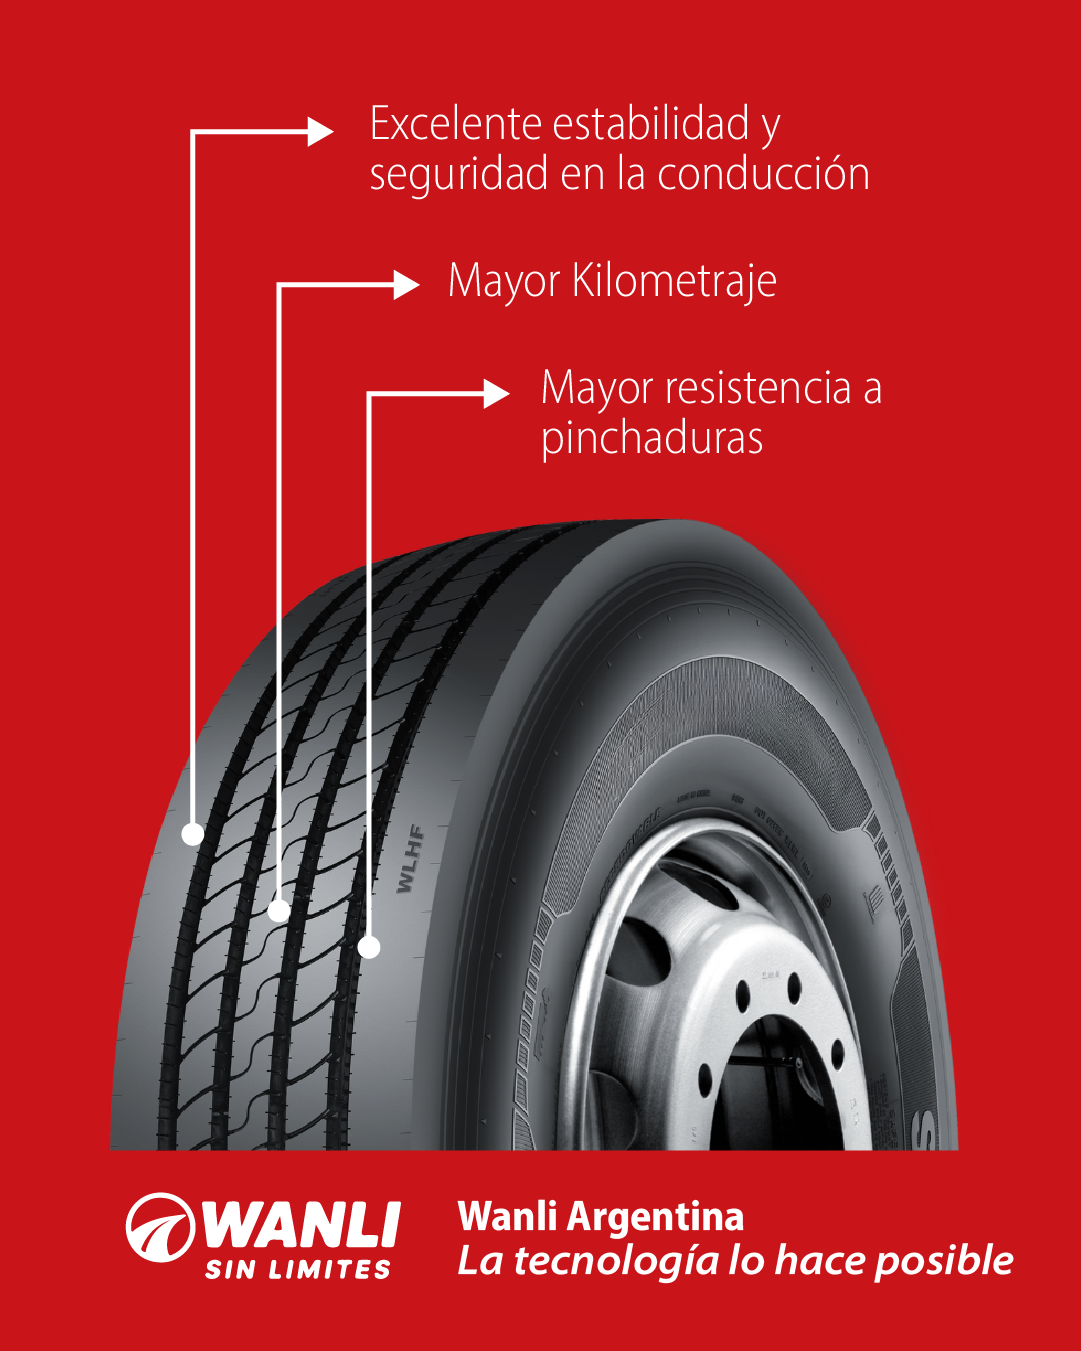 Excelente estabilidad y
seguridad en la conducción
Mayor Kilometraje
Mayor resistencia a
pinchaduras
WLHF
S
WANLI
SIN LIMITES
Wanli Argentina
La tecnología lo hace posible